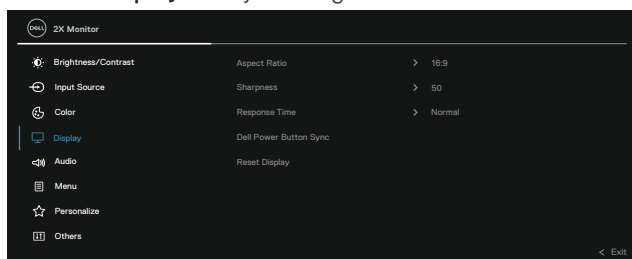 DELL 2X Monitor
Brightness/Contrast Aspect Ratio > 16:9
Input Source Sharpness > 50
Color Response Time > Normal
Display Dell Power Button Sync
Audio Reset Display
Menu
Personalize
Others
< Exit